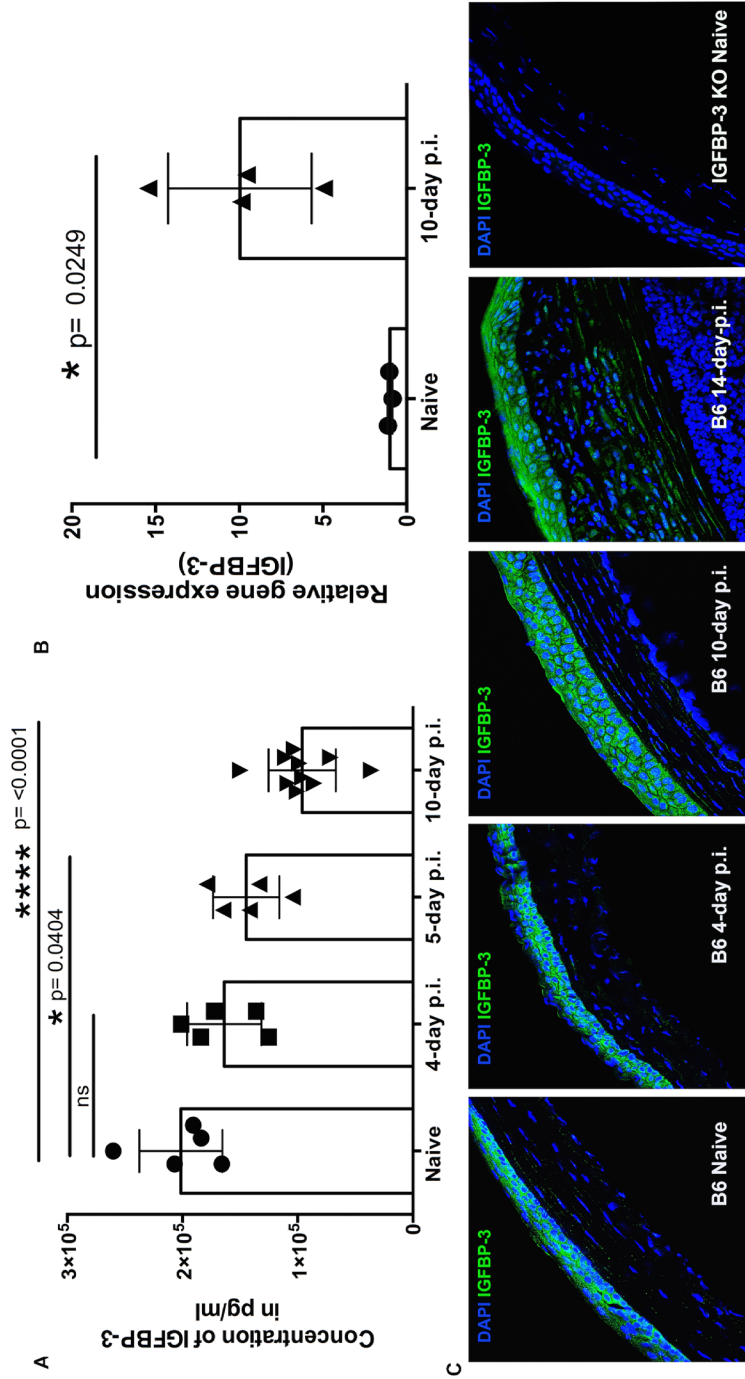 A
Concentration of IGFBP-3
in pg/ml
3×10⁵
2×10⁵
1×10⁵
0
ns
* p= 0.0404
**** p= <0.0001
Naive
4-day p.i.
5-day p.i.
10-day p.i.
B
Relative gene expression
(IGFBP-3)
20
15
10
5
0
* p= 0.0249
Naive
10-day p.i.
C
DAPI IGFBP-3
B6 Naive
DAPI IGFBP-3
B6 4-day p.i.
DAPI IGFBP-3
B6 10-day p.i.
DAPI IGFBP-3
B6 14-day-p.i.
DAPI IGFBP-3
IGFBP-3 KO Naive